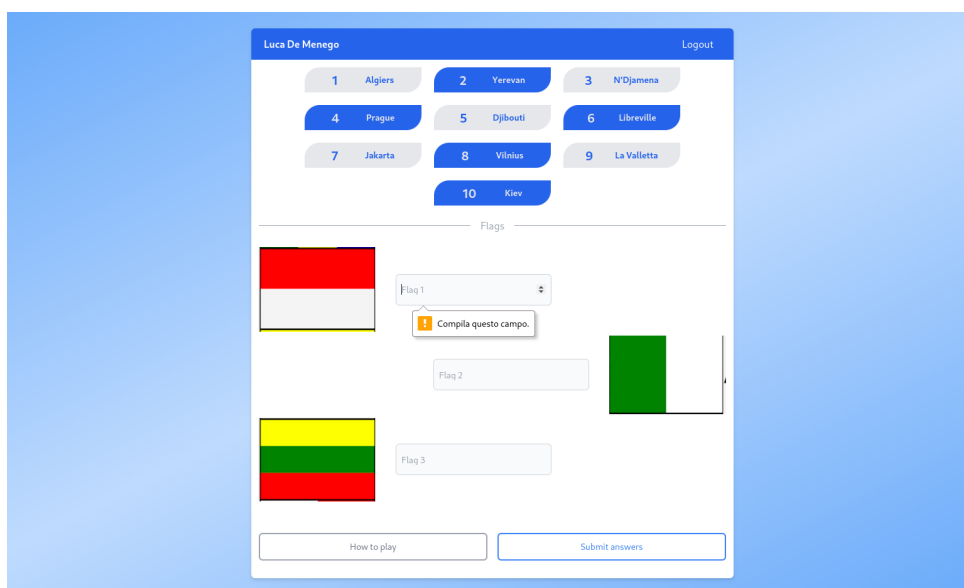 Luca De Menego Logout
1 Algiers 2 Yerevan 3 N'Djamena
4 Prague 5 Djibouti 6 Libreville
7 Jakarta 8 Vilnius 9 La Valletta
10 Kiev
Flags
Flag 1
Compila questo campo.
Flag 2
Flag 3
How to play Submit answers